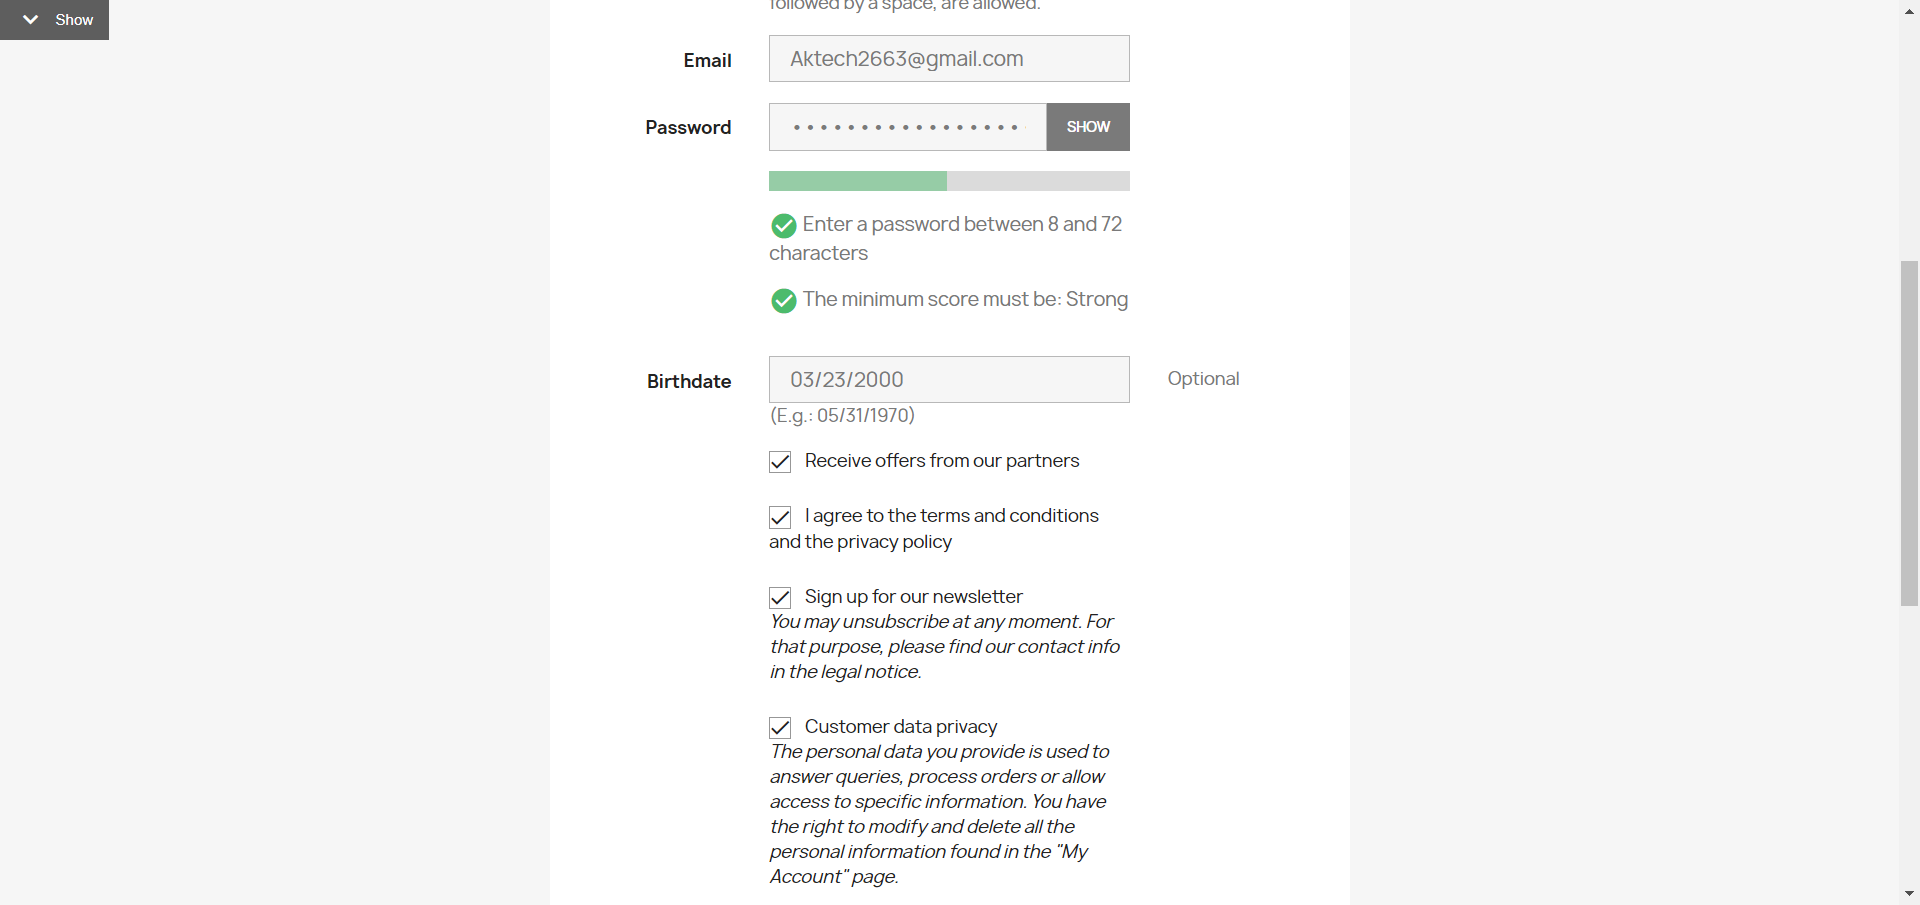 Show
followed by a space, are allowed.
Email
Aktech2663@gmail.com
Password
SHOW
Enter a password between 8 and 72
characters
The minimum score must be: Strong
Birthdate
03/23/2000
Optional
(E.g.: 05/31/1970)
Receive offers from our partners
I agree to the terms and conditions
and the privacy policy
Sign up for our newsletter
You may unsubscribe at any moment. For
that purpose, please find our contact info
in the legal notice.
Customer data privacy
The personal data you provide is used to
answer queries, process orders or allow
access to specific information. You have
the right to modify and delete all the
personal information found in the "My
Account" page.